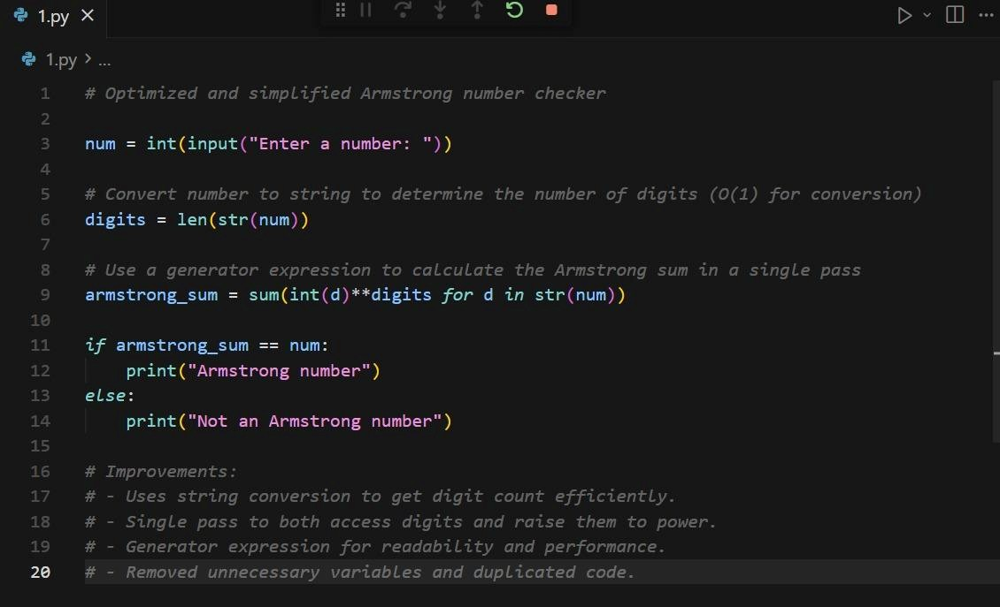 1.py
1.py > ...
1 # Optimized and simplified Armstrong number checker
2
3 num = int(input("Enter a number: "))
4
5 # Convert number to string to determine the number of digits (O(1) for conversion)
6 digits = len(str(num))
7
8 # Use a generator expression to calculate the Armstrong sum in a single pass
9 armstrong_sum = sum(int(d)**digits for d in str(num))
10
11 if armstrong_sum == num:
12     print("Armstrong number")
13 else:
14     print("Not an Armstrong number")
15
16 # Improvements:
17 # - Uses string conversion to get digit count efficiently.
18 # - Single pass to both access digits and raise them to power.
19 # - Generator expression for readability and performance.
20 # - Removed unnecessary variables and duplicated code.